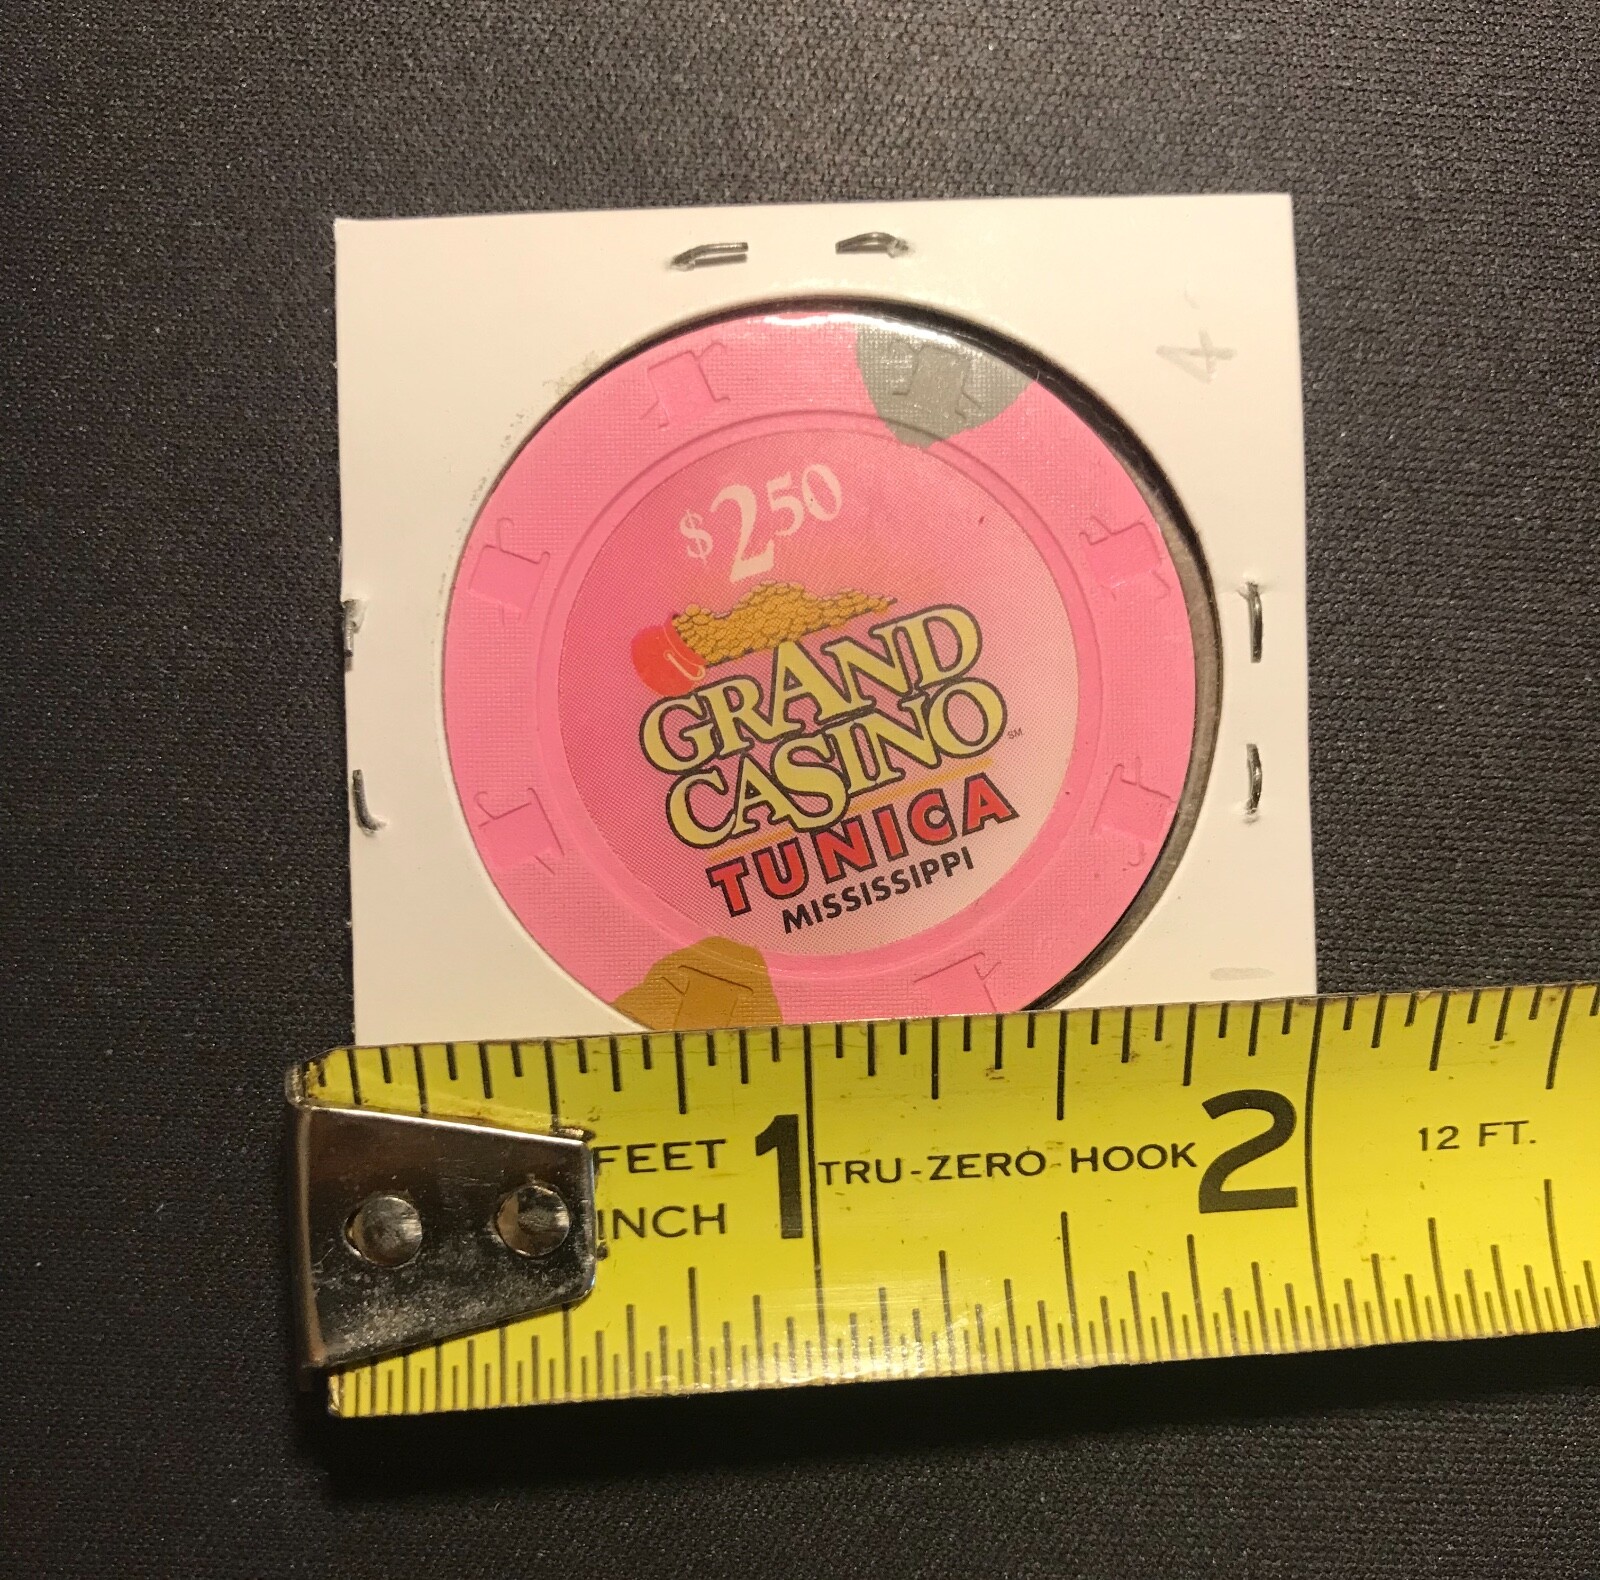 4
$2.50
GRAND
CASINO SM
TUNICA
MISSISSIPPI
FEET 1 TRU-ZERO HOOK 2 12 FT.
INCH